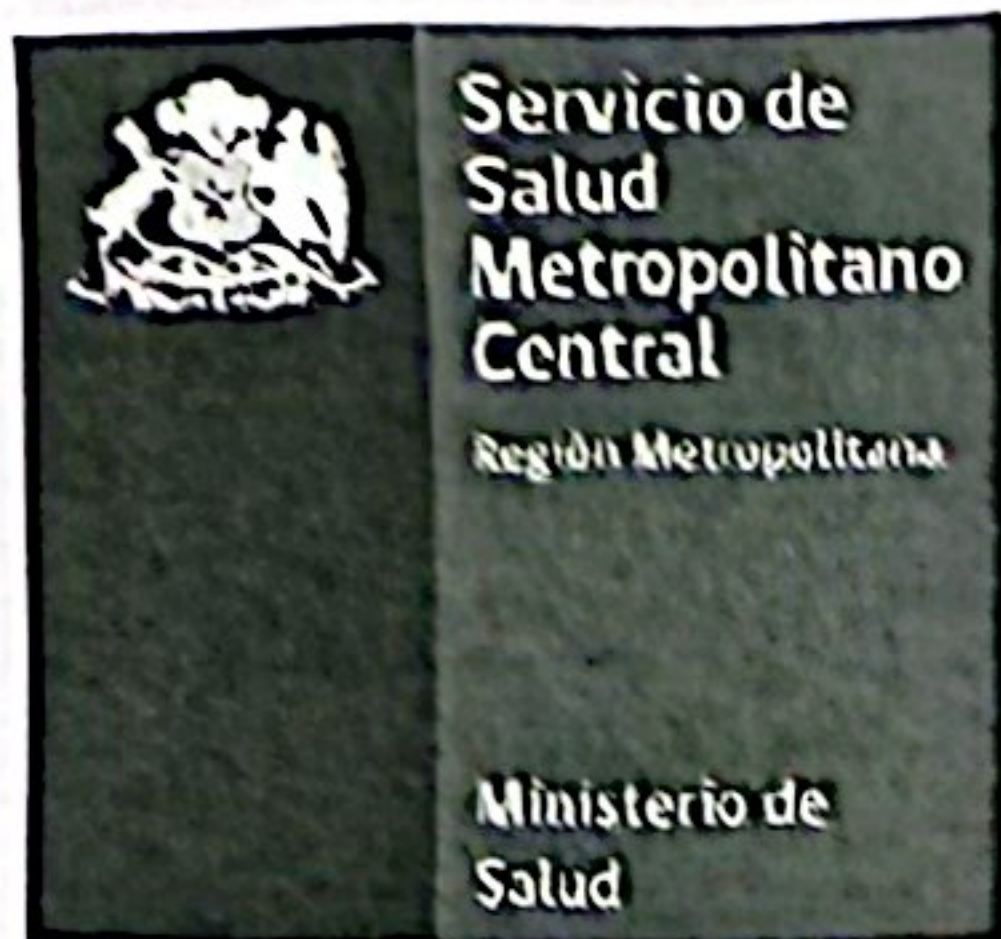 Servicio de
Salud
Metropolitano
Central
Región Metropolitana
Ministerio de
Salud